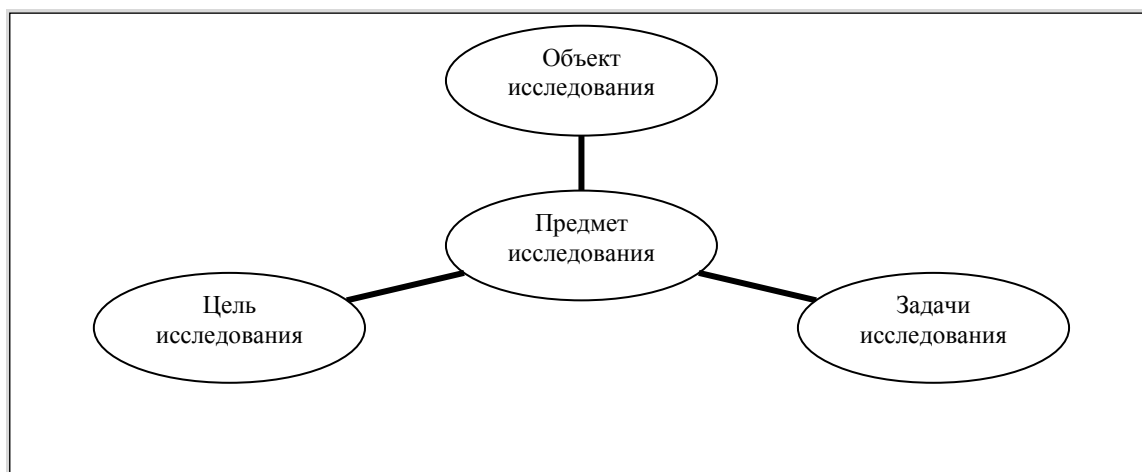 Объект
исследования
Предмет
исследования
Цель
исследования
Задачи
исследования